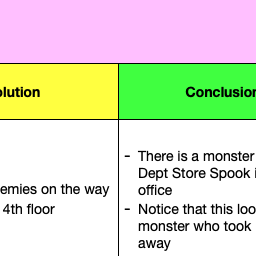 olution
Conclusion
emies on the way
4th floor
- There is a monster
Dept Store Spook i
office
- Notice that this loo
monster who took
away